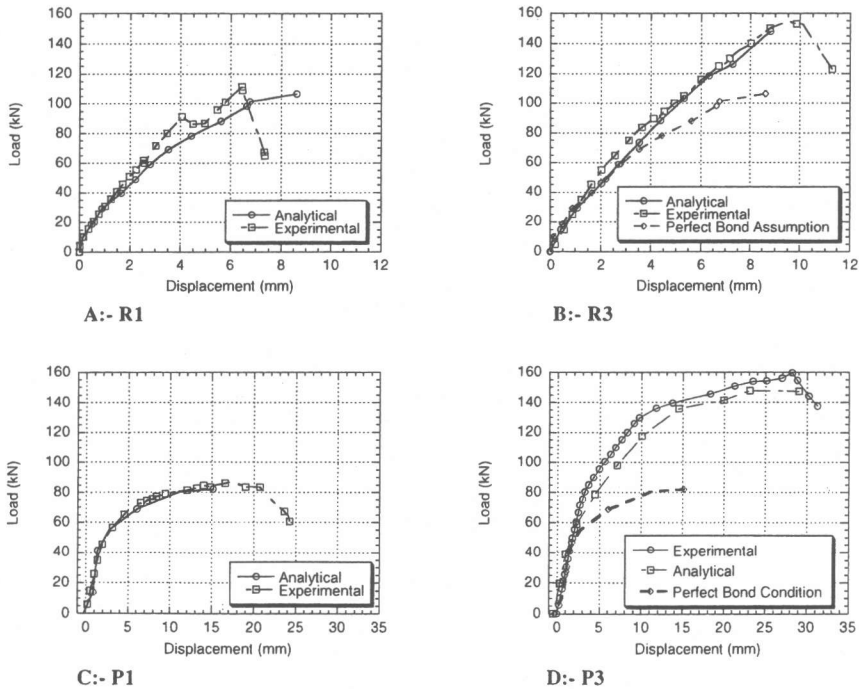 160
140
120
100
80
60
40
20
0
Load (kN)
Analytical
Experimental
0 2 4 6 8 10 12
Displacement (mm)
A:- R1
160
140
120
100
80
60
40
20
0
Load (kN)
Analytical
Experimental
Perfect Bond Assumption
0 2 4 6 8 10 12
Displacement (mm)
B:- R3
160
140
120
100
80
60
40
20
0
Load (kN)
Analytical
Experimental
0 5 10 15 20 25 30 35
Displacement (mm)
C:- P1
160
140
120
100
80
60
40
20
0
Load (kN)
Experimental
Analytical
Perfect Bond Condition
0 5 10 15 20 25 30 35
Displacement (mm)
D:- P3